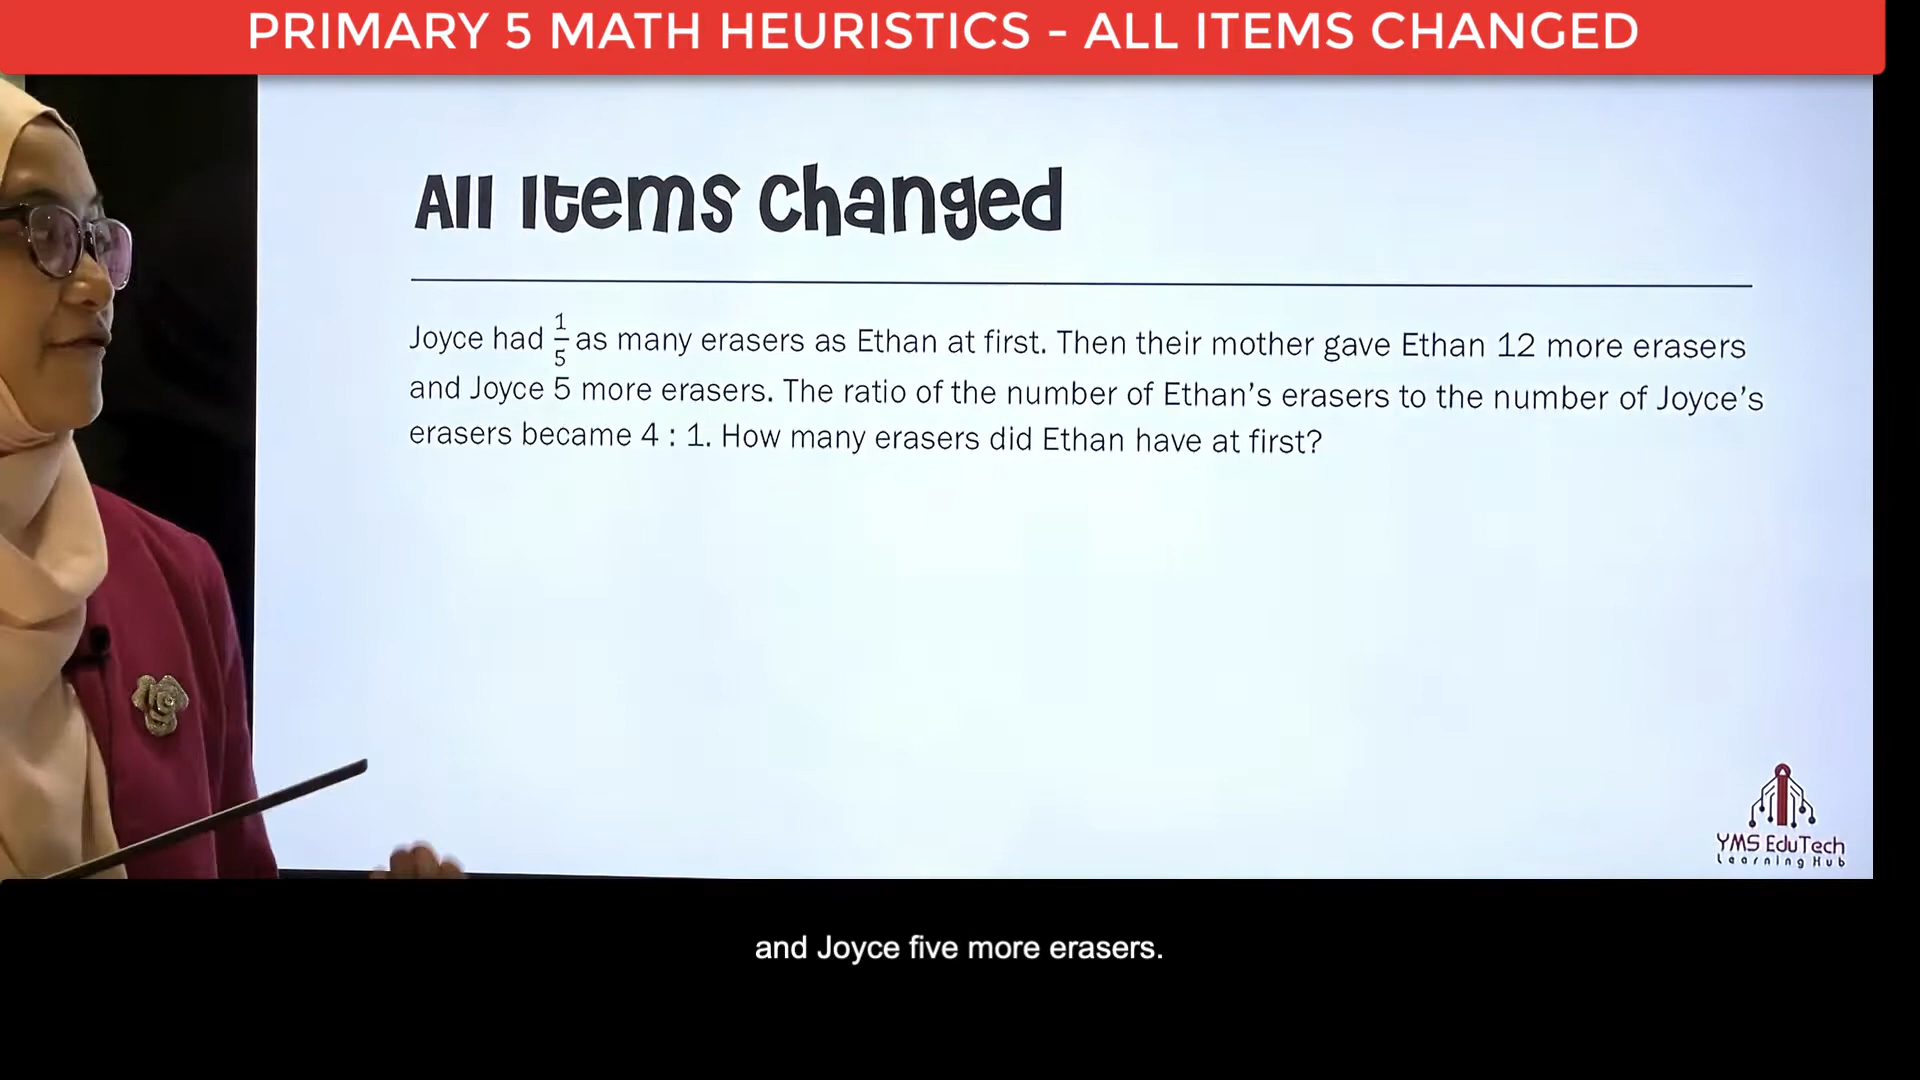 PRIMARY 5 MATH HEURISTICS - ALL ITEMS CHANGED
All Items Changed
Joyce had 1/5 as many erasers as Ethan at first. Then their mother gave Ethan 12 more erasers
and Joyce 5 more erasers. The ratio of the number of Ethan's erasers to the number of Joyce's
erasers became 4 : 1. How many erasers did Ethan have at first?
YMS EduTech
Learning Hub
and Joyce five more erasers.